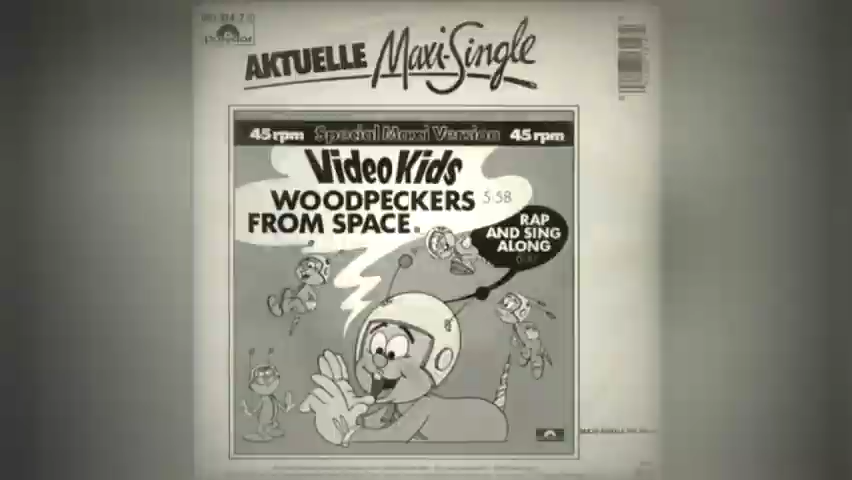 polydor
AKTUELLE Maxi-Single
45 rpm Special Maxi Version 45 rpm
Video Kids
WOODPECKERS 5:58
FROM SPACE.
RAP
AND SING
ALONG